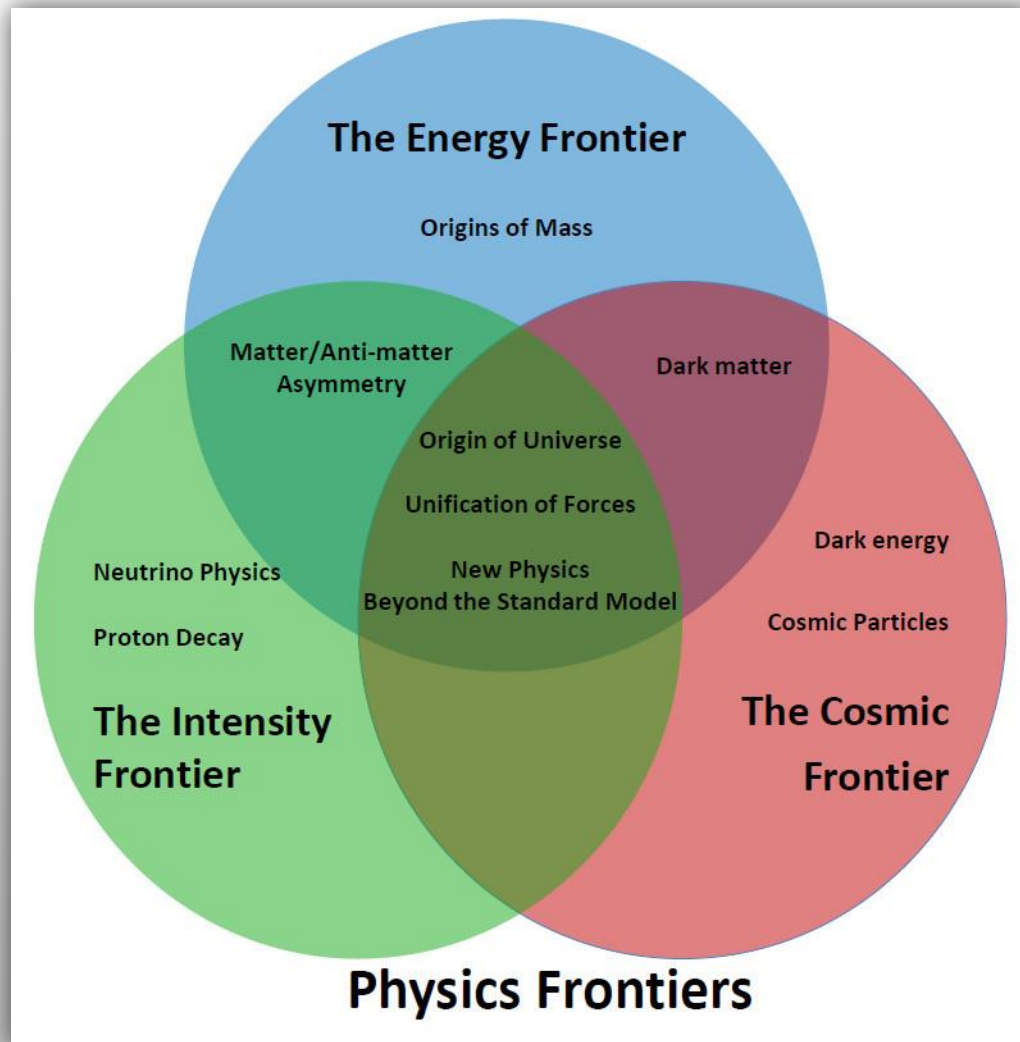 The Energy Frontier
Origins of Mass
Matter/Anti-matter
Asymmetry
Dark matter
Origin of Universe
Unification of Forces
New Physics
Beyond the Standard Model
Neutrino Physics
Proton Decay
The Intensity
Frontier
Dark energy
Cosmic Particles
The Cosmic
Frontier
Physics Frontiers